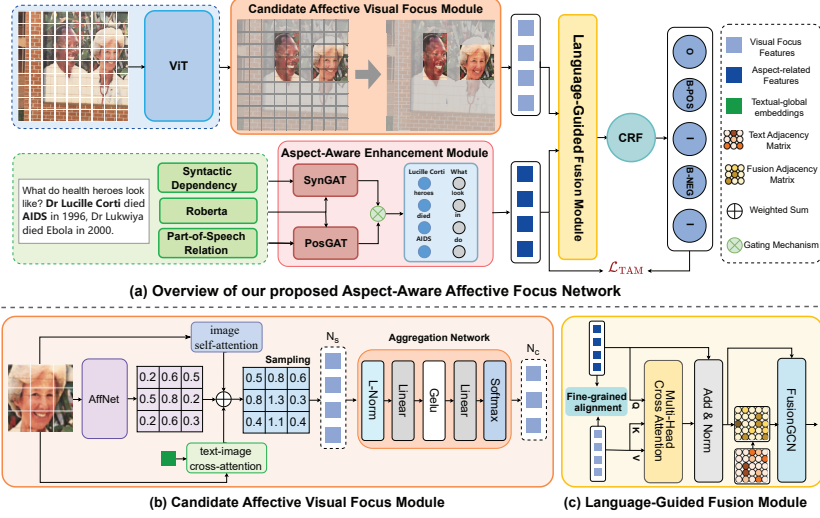 Candidate Affective Visual Focus Module
ViT
Language-Guided Fusion Module
CRF
O
B-POS
I
B-NEG
I
Visual Focus
Features
Aspect-related
Features
Textual-global
embeddings
Text Adjacency
Matrix
Fusion Adjacency
Matrix
Weighted Sum
Gating Mechanism
What do health heroes look
like? Dr Lucille Corti died
AIDS in 1996, Dr Lukwiya
died Ebola in 2000.
Syntactic
Dependency
Roberta
Part-of-Speech
Relation
Aspect-Aware Enhancement Module
SynGAT
PosGAT
Lucille Corti What
heroes look
died in
AIDS do
ℒTAM
(a) Overview of our proposed Aspect-Aware Affective Focus Network
image
self-attention
AffNet
0.2 0.6 0.5
0.5 0.8 0.2
0.2 0.6 0.3
Sampling
0.5 0.8 0.6
0.8 1.3 0.3
0.4 1.1 0.4
text-image
cross-attention
Ns
Aggregation Network
L-Norm
Linear
Gelu
Linear
Softmax
Nc
(b) Candidate Affective Visual Focus Module
Fine-grained
alignment
Q
K
V
Multi-Head
Cross Attention
Add & Norm
FusionGCN
(c) Language-Guided Fusion Module